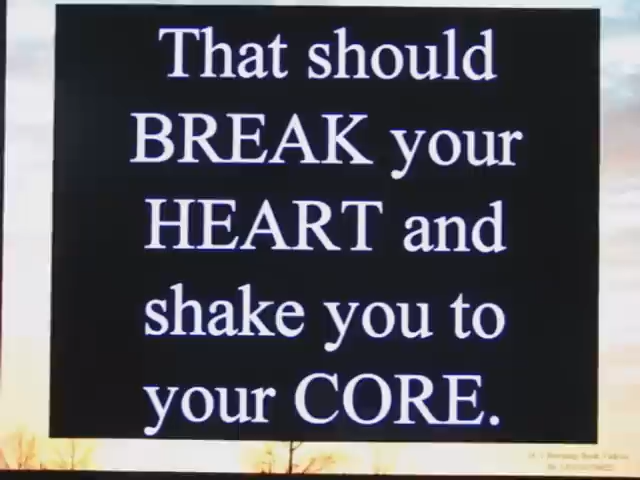 That should
BREAK your
HEART and
shake you to
your CORE.